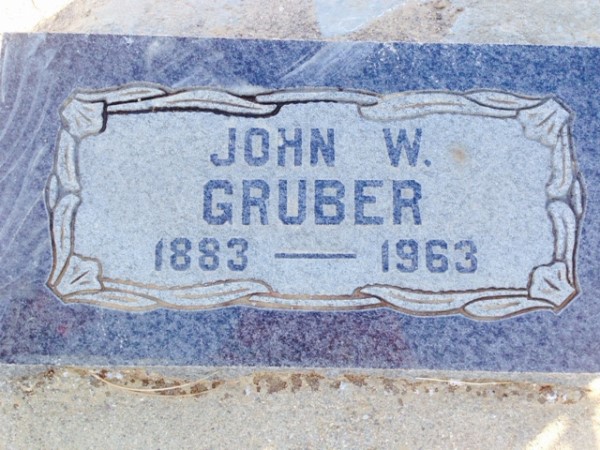 JOHN W.
GRUBER
1883 — 1963